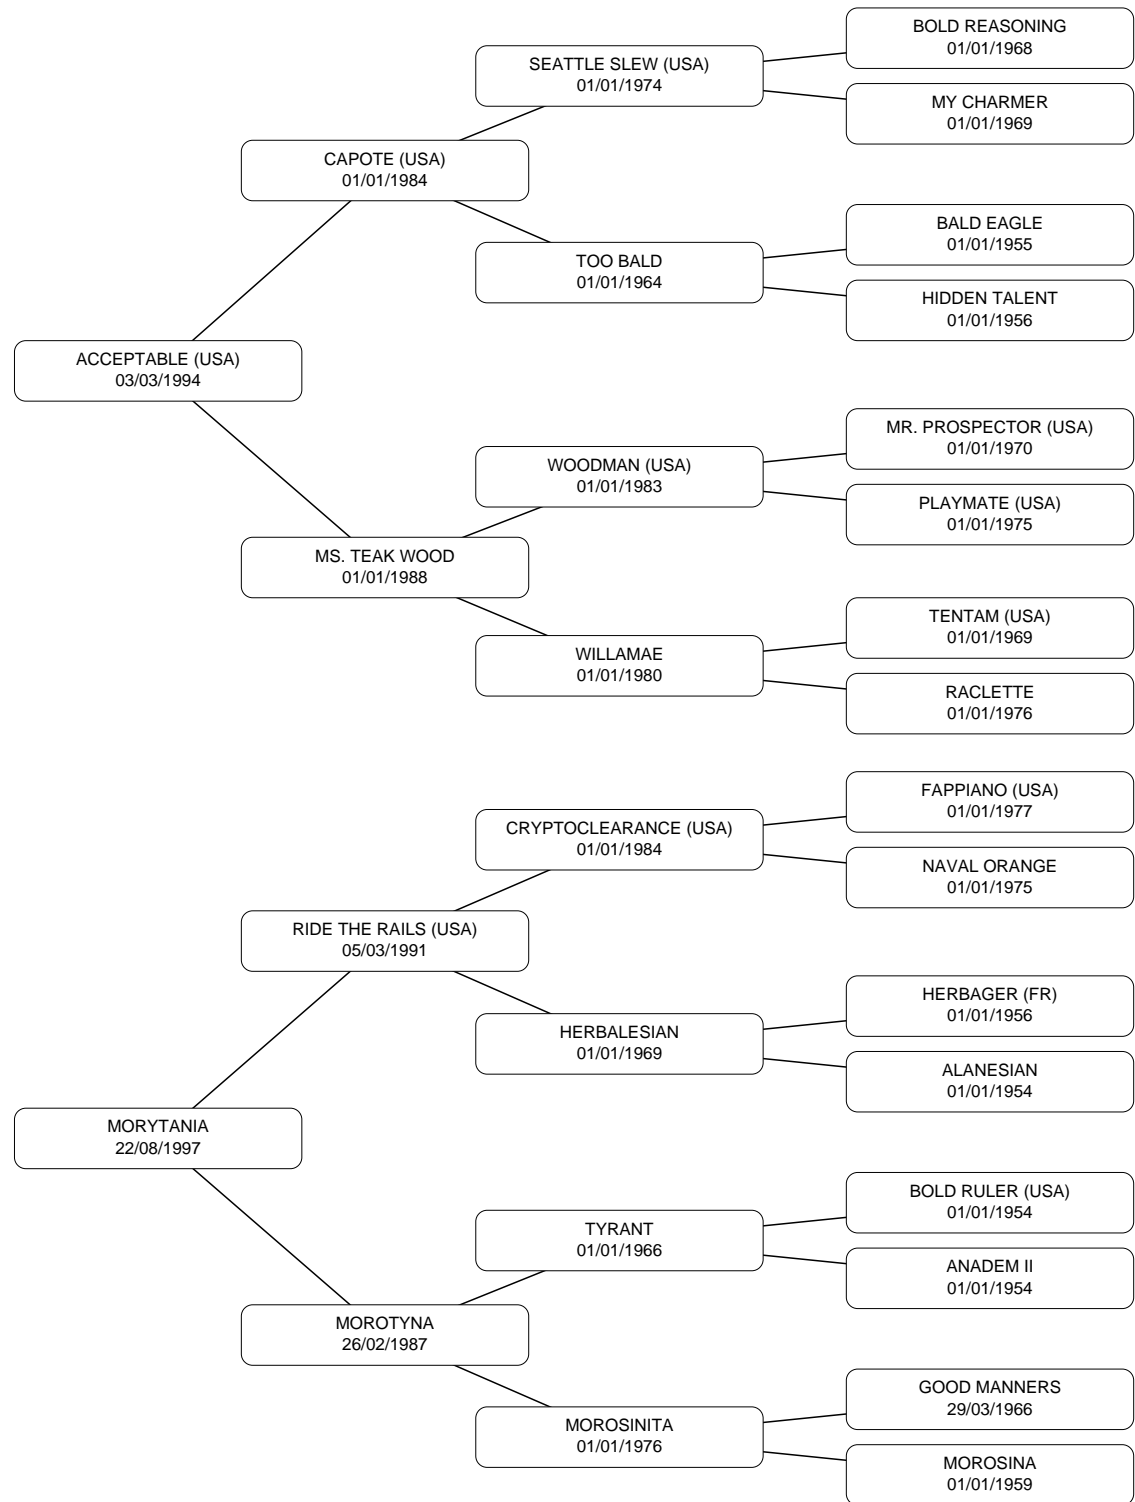 BOLD REASONING
01/01/1968
SEATTLE SLEW (USA)
01/01/1974
MY CHARMER
01/01/1969
CAPOTE (USA)
01/01/1984
BALD EAGLE
01/01/1955
TOO BALD
01/01/1964
HIDDEN TALENT
01/01/1956
ACCEPTABLE (USA)
03/03/1994
MR. PROSPECTOR (USA)
01/01/1970
WOODMAN (USA)
01/01/1983
PLAYMATE (USA)
01/01/1975
MS. TEAK WOOD
01/01/1988
TENTAM (USA)
01/01/1969
WILLAMAE
01/01/1980
RACLETTE
01/01/1976
FAPPIANO (USA)
01/01/1977
CRYPTOCLEARANCE (USA)
01/01/1984
NAVAL ORANGE
01/01/1975
RIDE THE RAILS (USA)
05/03/1991
HERBAGER (FR)
01/01/1956
HERBALESIAN
01/01/1969
ALANESIAN
01/01/1954
MORYTANIA
22/08/1997
BOLD RULER (USA)
01/01/1954
TYRANT
01/01/1966
ANADEM II
01/01/1954
MOROTYNA
26/02/1987
GOOD MANNERS
29/03/1966
MOROSINITA
01/01/1976
MOROSINA
01/01/1959